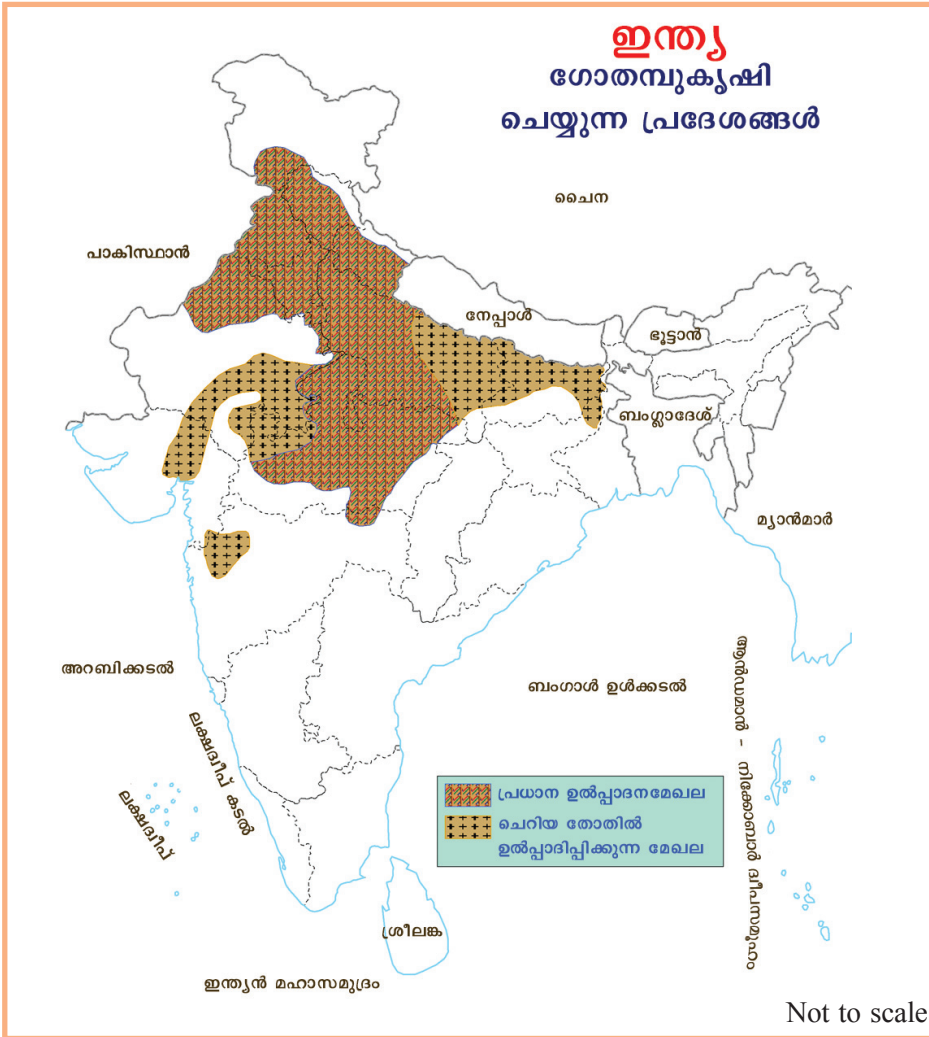 ഇന്ത്യ
ഗോതമ്പുകൃഷി
ചെയ്യുന്ന പ്രദേശങ്ങൾ
ചൈന
പാകിസ്ഥാൻ
നേപ്പാൾ
ഭൂട്ടാൻ
ബംഗ്ലാദേശ്
മ്യാൻമാർ
അറബിക്കടൽ
ബംഗാൾ ഉൾക്കടൽ
ലക്ഷദ്വീപ് കടൽ
ലക്ഷദ്വീപ്
ആൻഡമാൻ - നിക്കോബാർ ദ്വീപസമൂഹം
പ്രധാന ഉൽപ്പാദനമേഖല
ചെറിയ തോതിൽ
ഉൽപ്പാദിപ്പിക്കുന്ന മേഖല
ശ്രീലങ്ക
ഇന്ത്യൻ മഹാസമുദ്രം
Not to scale